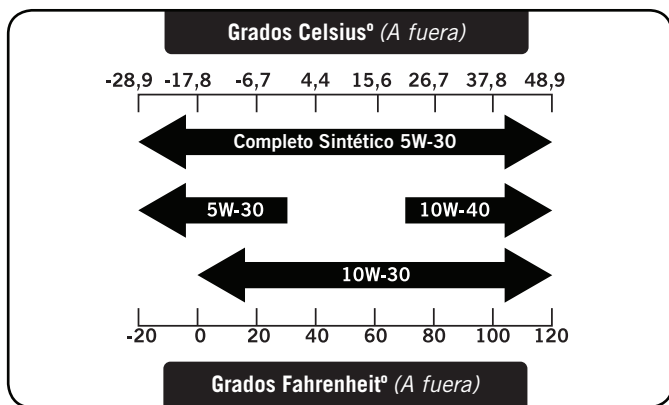 Grados Celsiusº (A fuera)
-28,9 -17,8 -6,7 4,4 15,6 26,7 37,8 48,9
Completo Sintético 5W-30
5W-30 10W-40
10W-30
-20 0 20 40 60 80 100 120
Grados Fahrenheitº (A fuera)